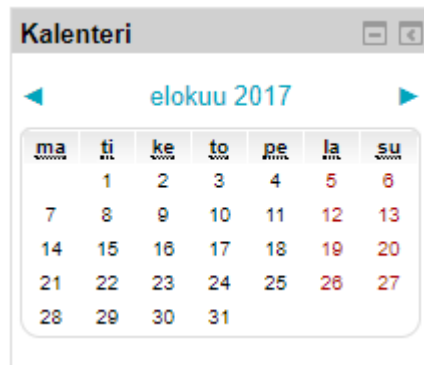 Kalenteri
◄ elokuu 2017 ►
ma ti ke to pe la su
1 2 3 4 5 6
7 8 9 10 11 12 13
14 15 16 17 18 19 20
21 22 23 24 25 26 27
28 29 30 31